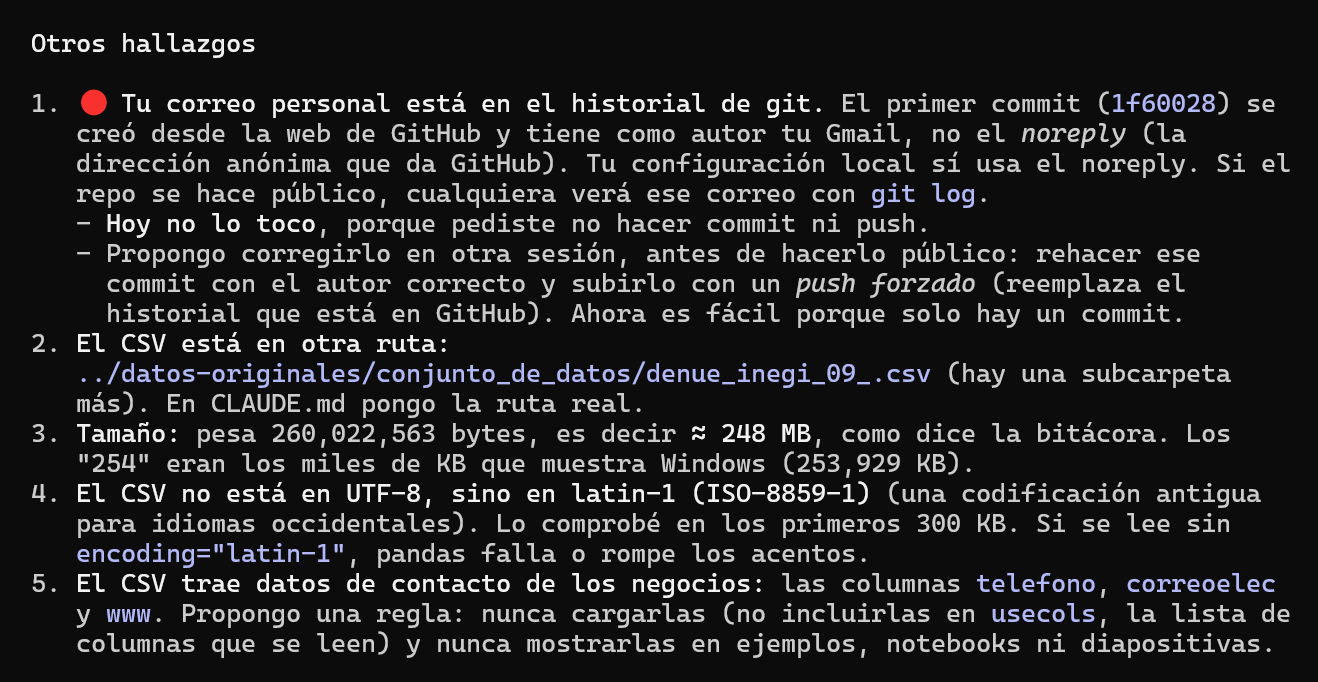 Otros hallazgos
1. 🔴 Tu correo personal está en el historial de git. El primer commit (1f60028) se
creó desde la web de GitHub y tiene como autor tu Gmail, no el noreply (la
dirección anónima que da GitHub). Tu configuración local sí usa el noreply. Si el
repo se hace público, cualquiera verá ese correo con git log.
- Hoy no lo toco, porque pediste no hacer commit ni push.
- Propongo corregirlo en otra sesión, antes de hacerlo público: rehacer ese
commit con el autor correcto y subirlo con un push forzado (reemplaza el
historial que está en GitHub). Ahora es fácil porque solo hay un commit.
2. El CSV está en otra ruta:
../datos-originales/conjunto_de_datos/denue_inegi_09_.csv (hay una subcarpeta
más). En CLAUDE.md pongo la ruta real.
3. Tamaño: pesa 260,022,563 bytes, es decir ≈ 248 MB, como dice la bitácora. Los
"254" eran los miles de KB que muestra Windows (253,929 KB).
4. El CSV no está en UTF-8, sino en latin-1 (ISO-8859-1) (una codificación antigua
para idiomas occidentales). Lo comprobé en los primeros 300 KB. Si se lee sin
encoding="latin-1", pandas falla o rompe los acentos.
5. El CSV trae datos de contacto de los negocios: las columnas telefono, correoelec
y www. Propongo una regla: nunca cargarlas (no incluirlas en usecols, la lista de
columnas que se leen) y nunca mostrarlas en ejemplos, notebooks ni diapositivas.